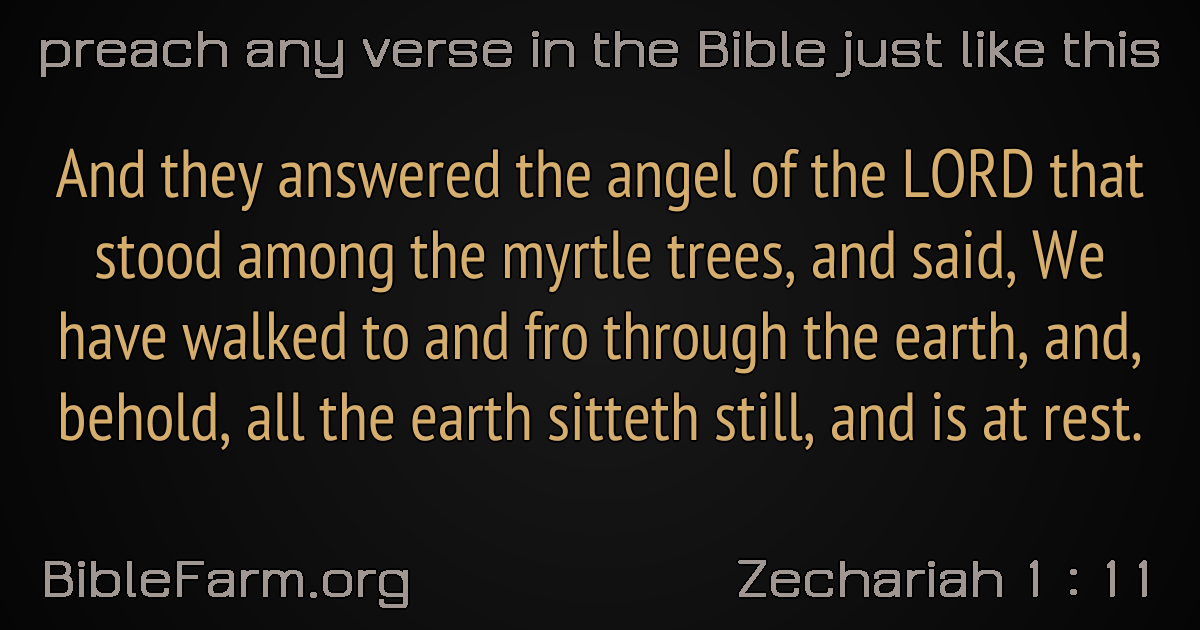 preach any verse in the Bible just like this
And they answered the angel of the LORD that
stood among the myrtle trees, and said, We
have walked to and fro through the earth, and,
behold, all the earth sitteth still, and is at rest.
BibleFarm.org
Zechariah 1 : 11